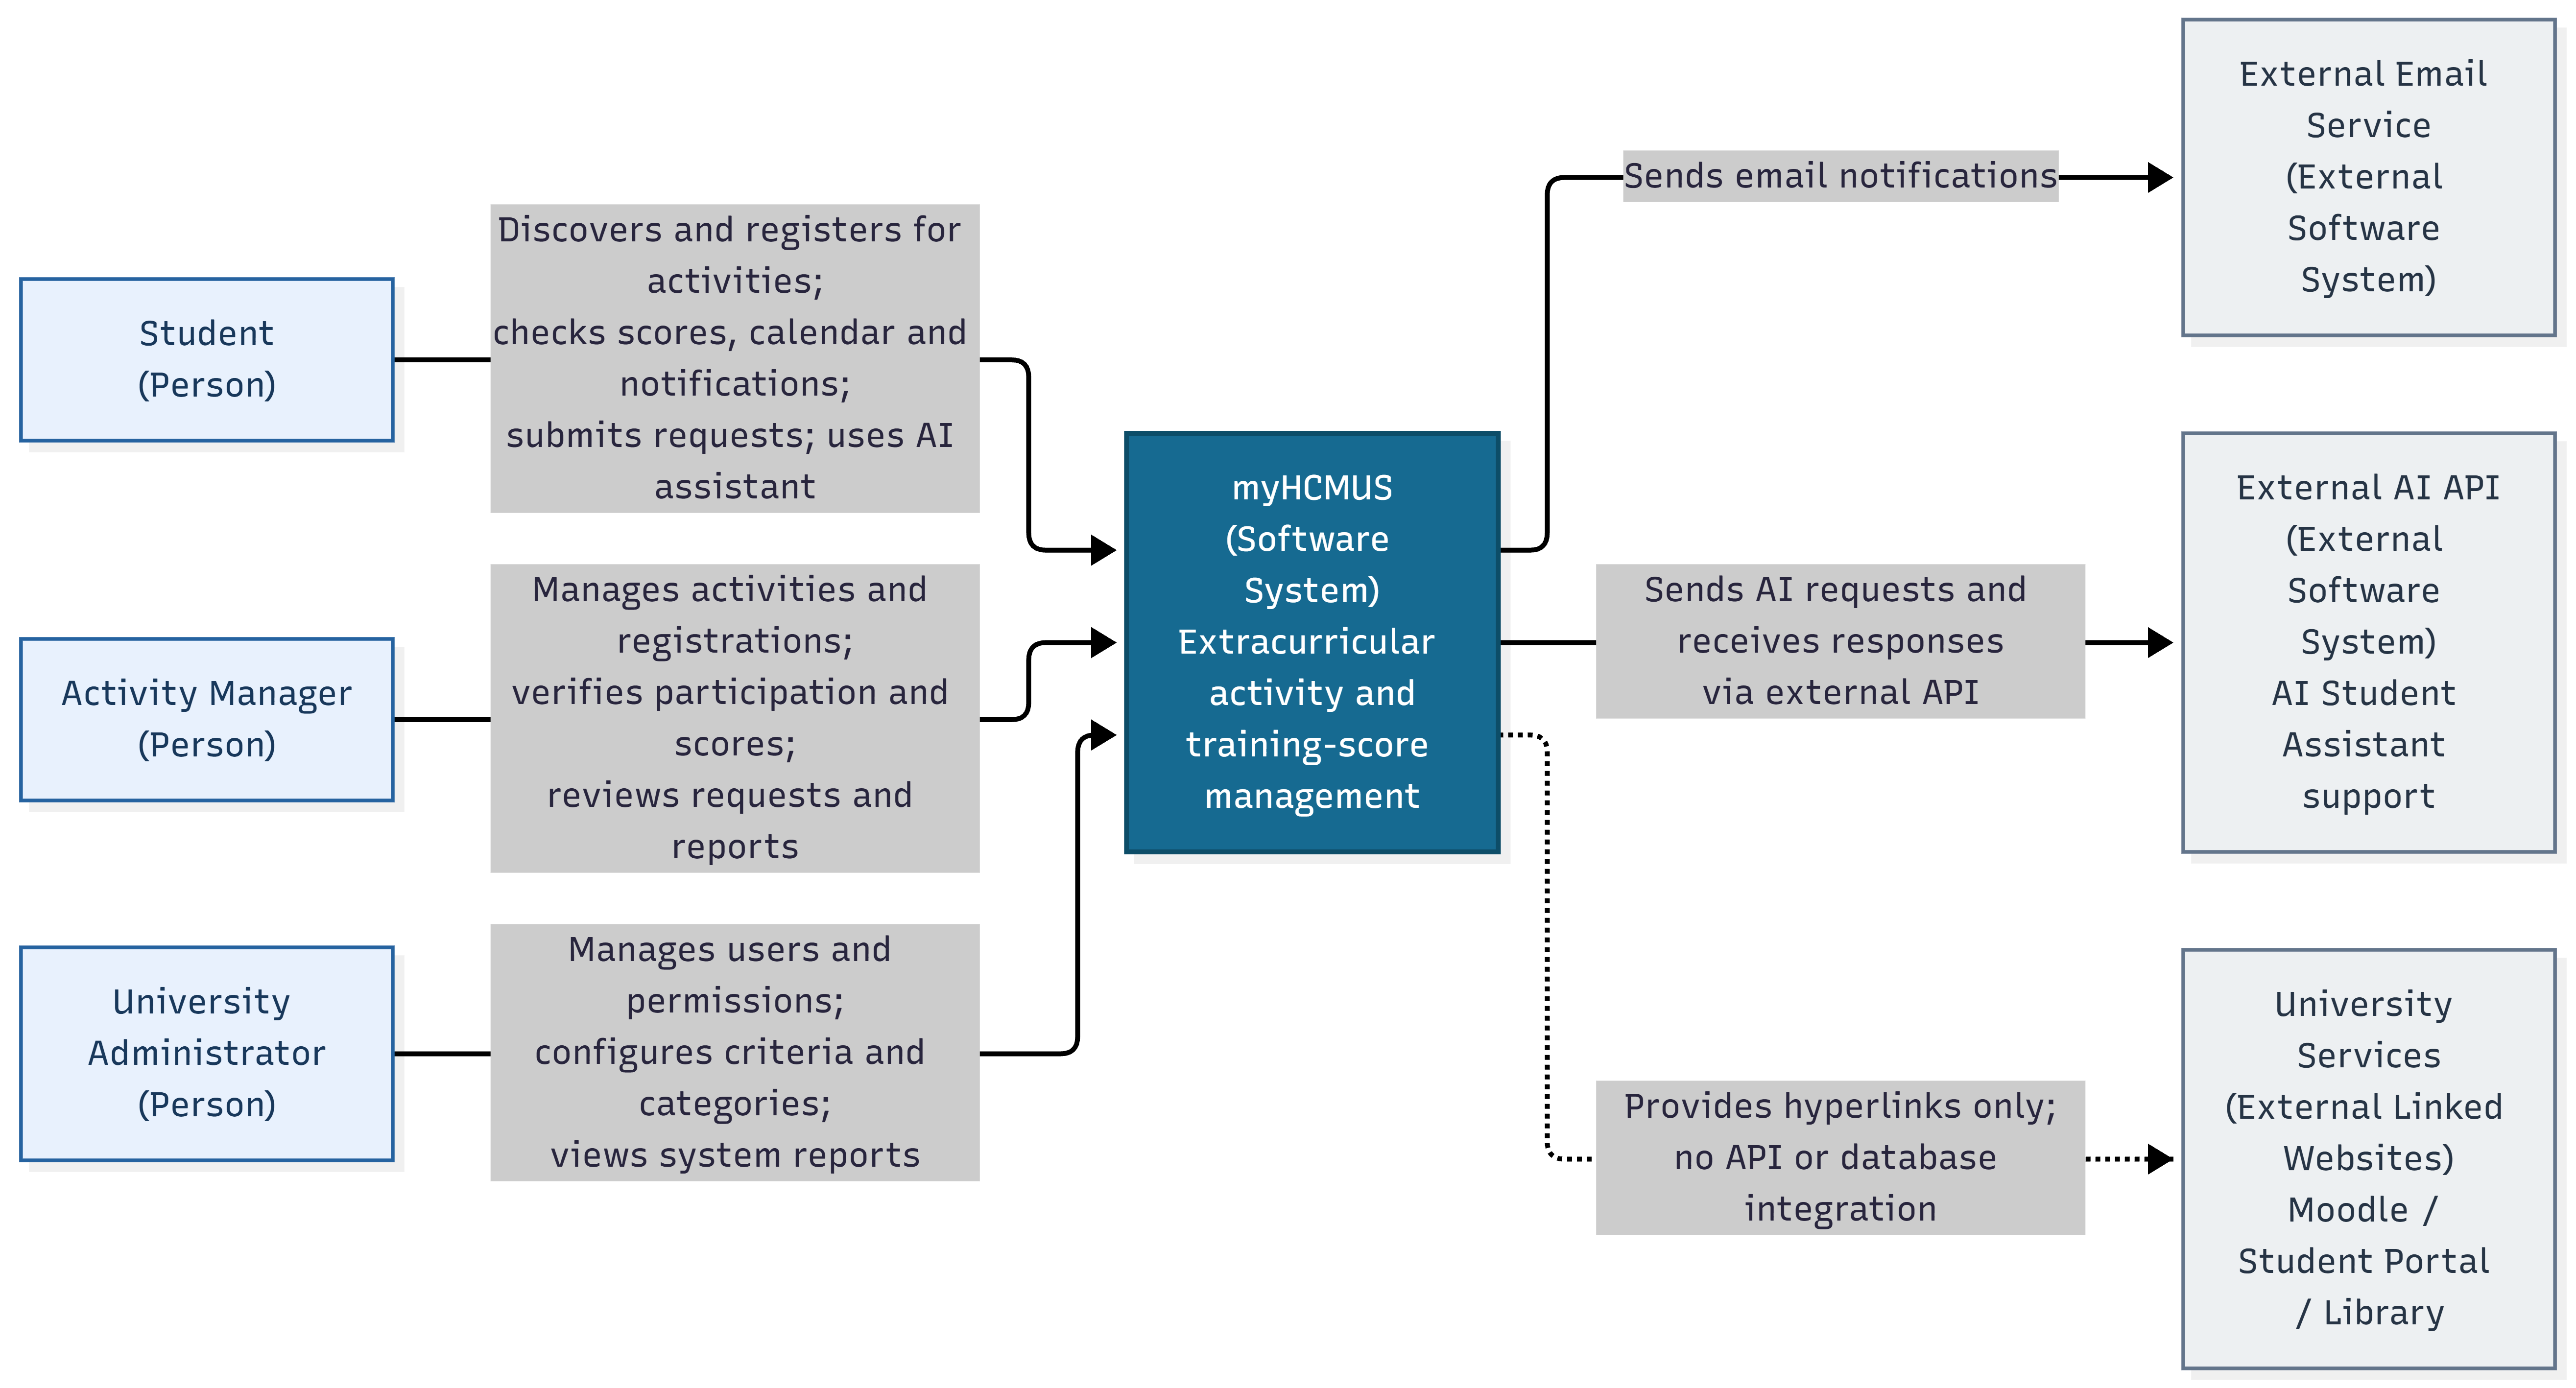 Student
(Person)
Discovers and registers for
activities;
checks scores, calendar and
notifications;
submits requests; uses AI
assistant
Activity Manager
(Person)
Manages activities and
registrations;
verifies participation and
scores;
reviews requests and
reports
University
Administrator
(Person)
Manages users and
permissions;
configures criteria and
categories;
views system reports
myHCMUS
(Software
System)
Extracurricular
activity and
training-score
management
Sends email notifications
External Email
Service
(External
Software
System)
Sends AI requests and
receives responses
via external API
External AI API
(External
Software
System)
AI Student
Assistant
support
Provides hyperlinks only;
no API or database
integration
University
Services
(External Linked
Websites)
Moodle /
Student Portal
/ Library